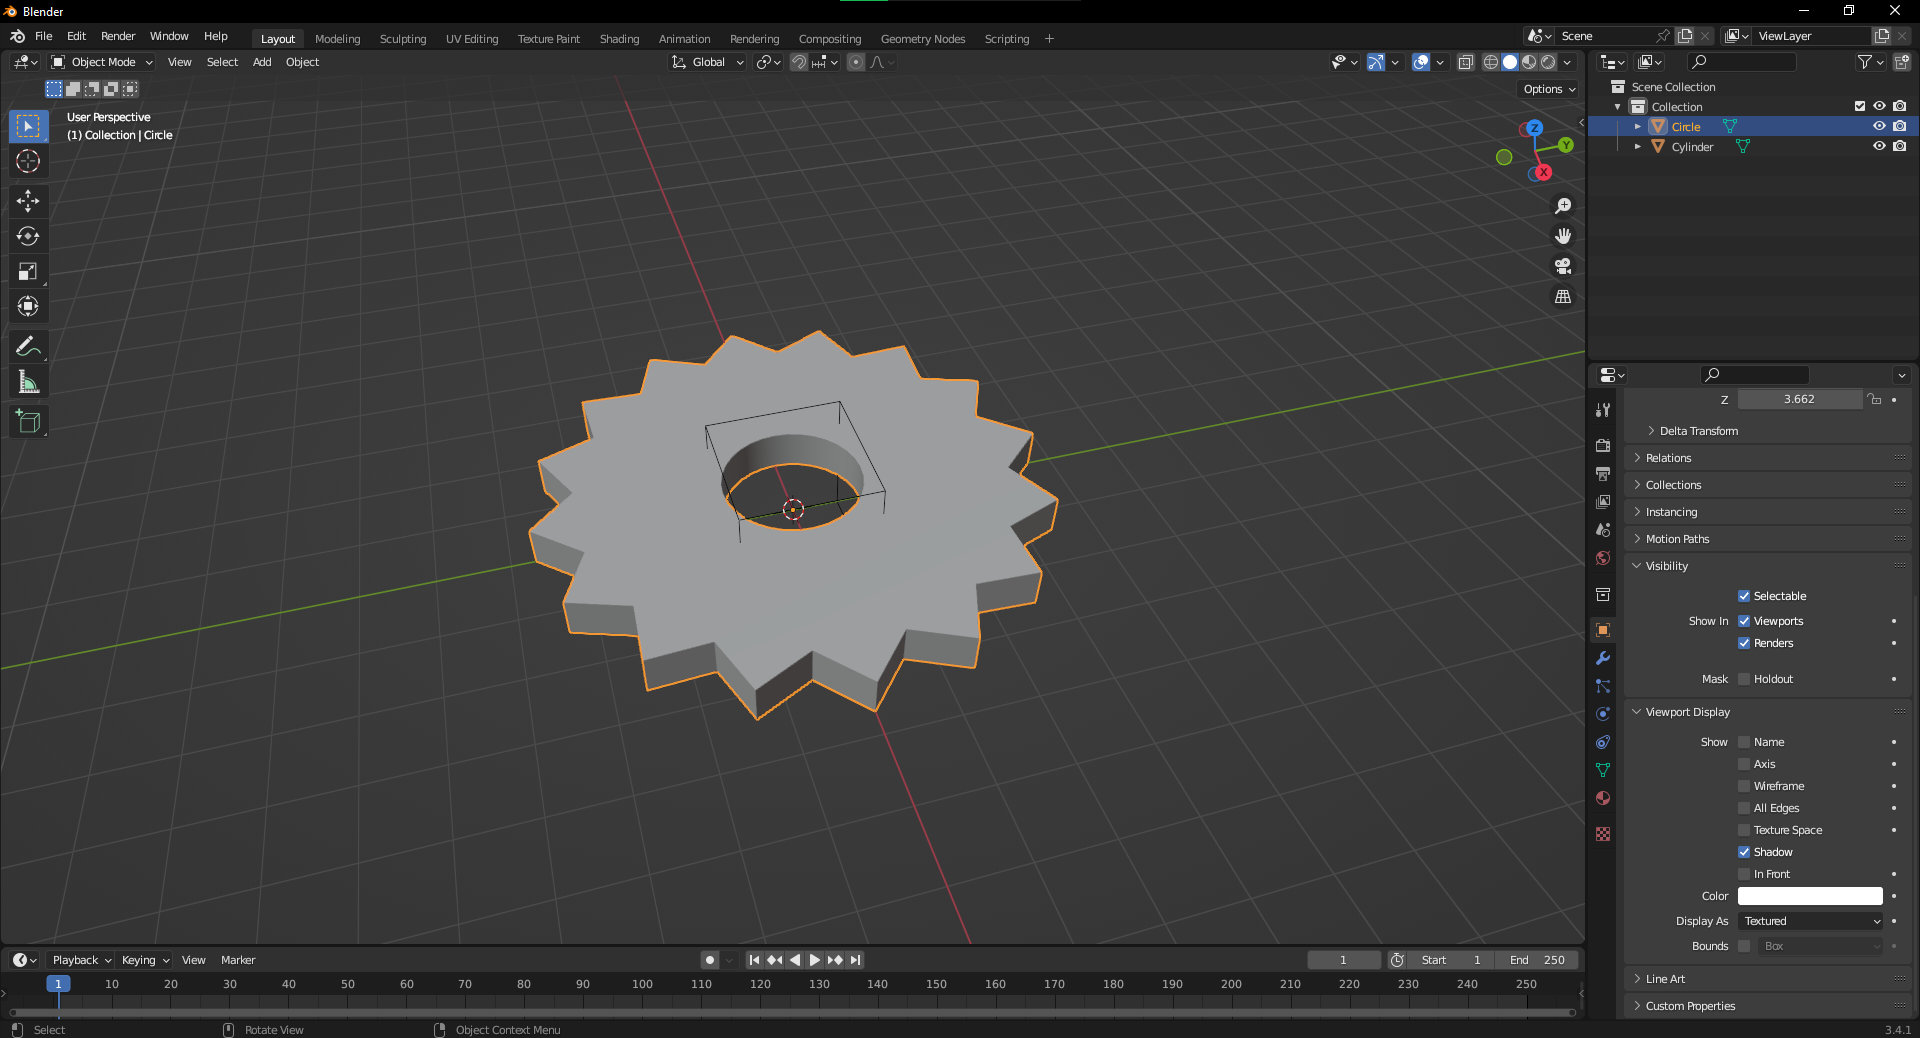 Blender
File Edit Render Window Help Layout Modeling Sculpting UV Editing Texture Paint Shading Animation Rendering Compositing Geometry Nodes Scripting + Scene ViewLayer
Object Mode View Select Add Object Global
Options
User Perspective
(1) Collection | Circle
Z
Y
X
Scene Collection
Collection
Circle
Cylinder
Z 3.662
Delta Transform
Relations
Collections
Instancing
Motion Paths
Visibility
Selectable
Show In Viewports
Renders
Mask Holdout
Viewport Display
Show Name
Axis
Wireframe
All Edges
Texture Space
Shadow
In Front
Color
Display As Textured
Bounds Box
Line Art
Custom Properties
Playback Keying View Marker 1 Start 1 End 250
1 10 20 30 40 50 60 70 80 90 100 110 120 130 140 150 160 170 180 190 200 210 220 230 240 250
Select Rotate View Object Context Menu 3.4.1